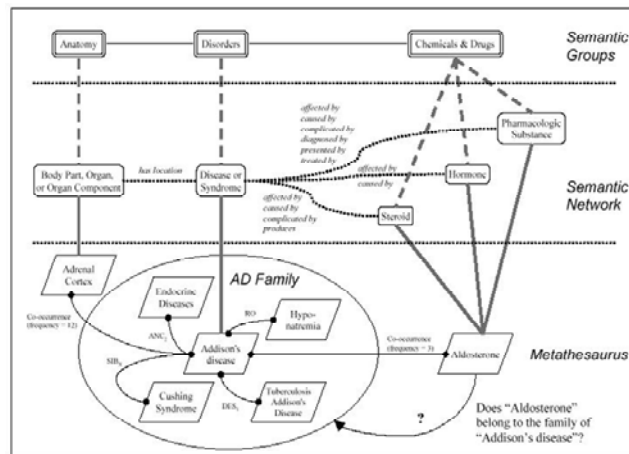 Anatomy
Disorders
Chemicals & Drugs
Semantic
Groups
affected by
caused by
complicated by
diagnosed by
presented by
treated by
Pharmacologic
Substance
Body Part, Organ,
or Organ Component
has location
Disease or
Syndrome
affected by
caused by
Hormone
Steroid
affected by
caused by
complicated by
produces
Semantic
Network
Adrenal
Cortex
AD Family
Endocrine
Diseases
Co-occurrence
(frequency = 12)
RO
Hypo-
natremia
Addison's
disease
Co-occurrence
(frequency = 3)
Aldosterone
Metathesaurus
Cushing
Syndrome
Tuberculosis
Addison's
Disease
?
Does "Aldosterone"
belong to the family of
"Addison's disease"?